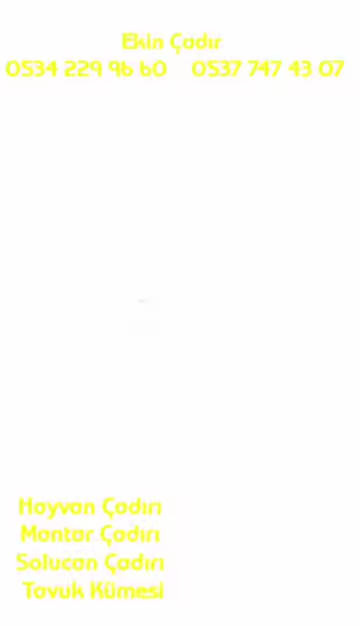 Ekin Çadır
0534 229 96 60 0537 747 43 07
Hayvan Çadırı
Mantar Çadırı
Solucan Çadırı
Tavuk Kümesi